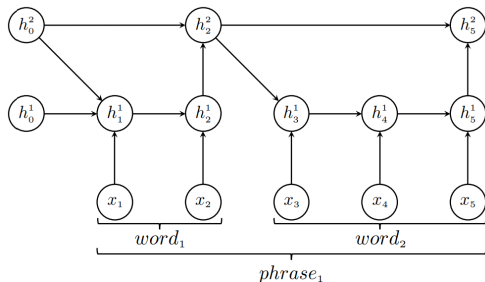 h_0^2 h_2^2 h_5^2
h_0^1 h_1^1 h_2^1 h_3^1 h_4^1 h_5^1
x_1 x_2 x_3 x_4 x_5
word_1 word_2
phrase_1